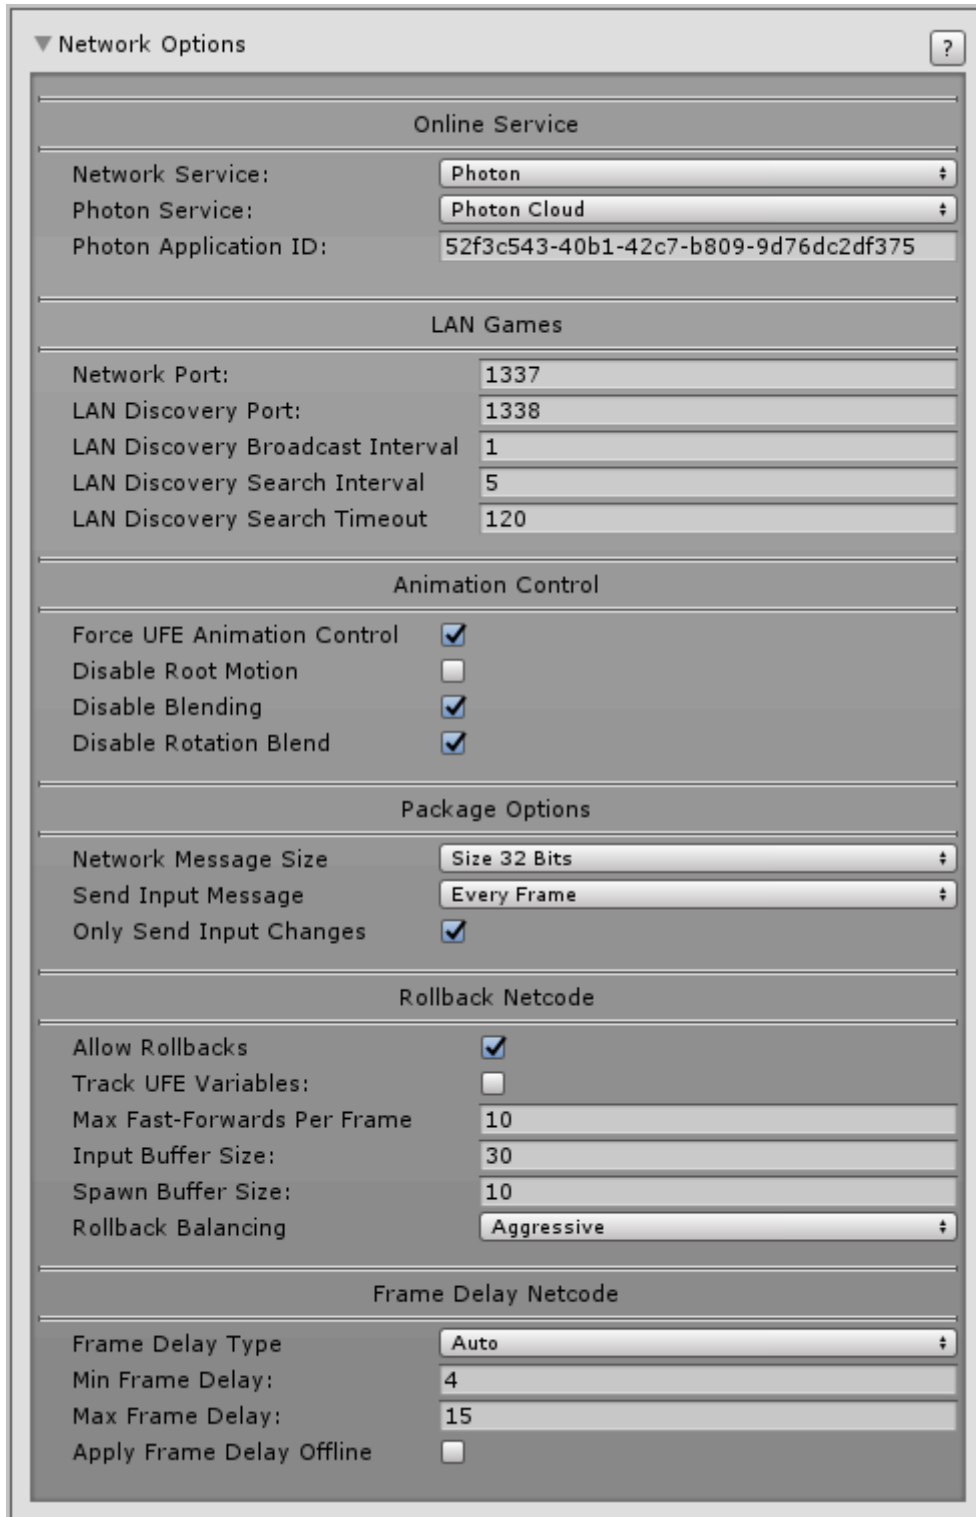 Network Options
?
Online Service
Network Service: Photon
Photon Service: Photon Cloud
Photon Application ID: 52f3c543-40b1-42c7-b809-9d76dc2df375
LAN Games
Network Port: 1337
LAN Discovery Port: 1338
LAN Discovery Broadcast Interval 1
LAN Discovery Search Interval 5
LAN Discovery Search Timeout 120
Animation Control
Force UFE Animation Control
Disable Root Motion
Disable Blending
Disable Rotation Blend
Package Options
Network Message Size Size 32 Bits
Send Input Message Every Frame
Only Send Input Changes
Rollback Netcode
Allow Rollbacks
Track UFE Variables:
Max Fast-Forwards Per Frame 10
Input Buffer Size: 30
Spawn Buffer Size: 10
Rollback Balancing Aggressive
Frame Delay Netcode
Frame Delay Type Auto
Min Frame Delay: 4
Max Frame Delay: 15
Apply Frame Delay Offline